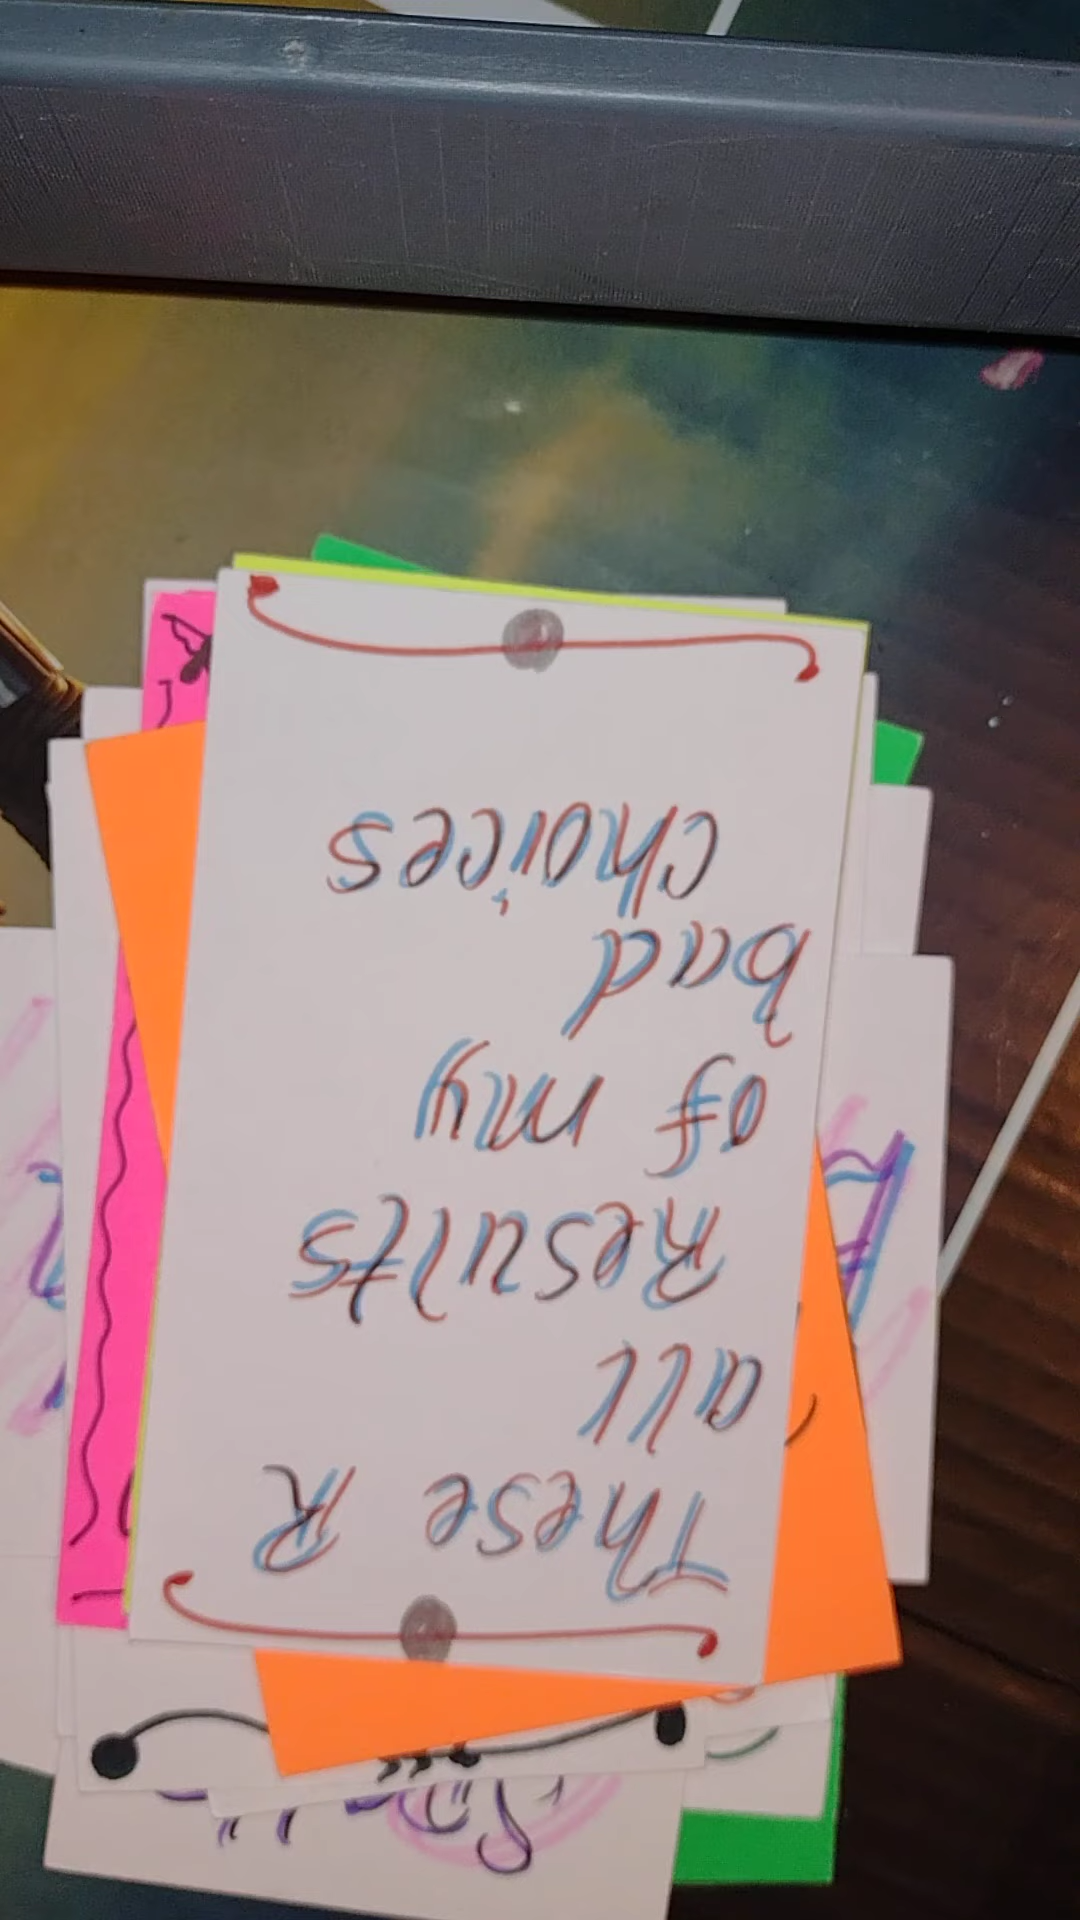 These R
all
Results
of my
bad
choices